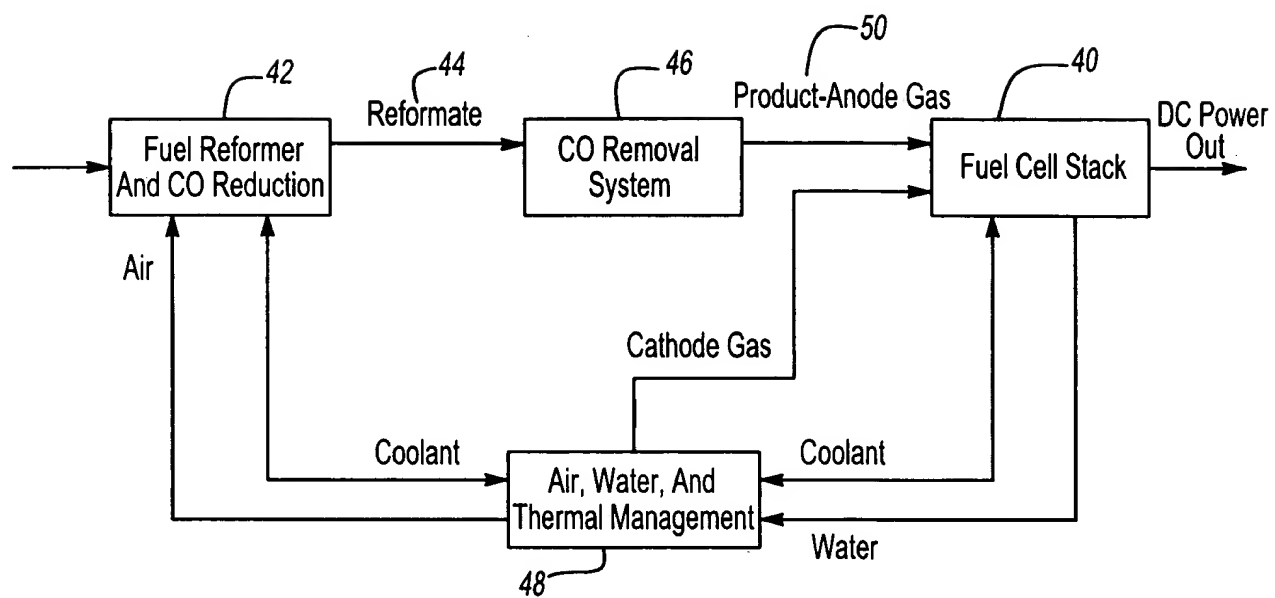 50
42
44
46
40
Product-Anode Gas
DC Power
Out
Reformate
Fuel Reformer
And CO Reduction
CO Removal
System
Fuel Cell Stack
Air
Cathode Gas
Coolant
Coolant
Air, Water, And
Thermal Management
Water
48